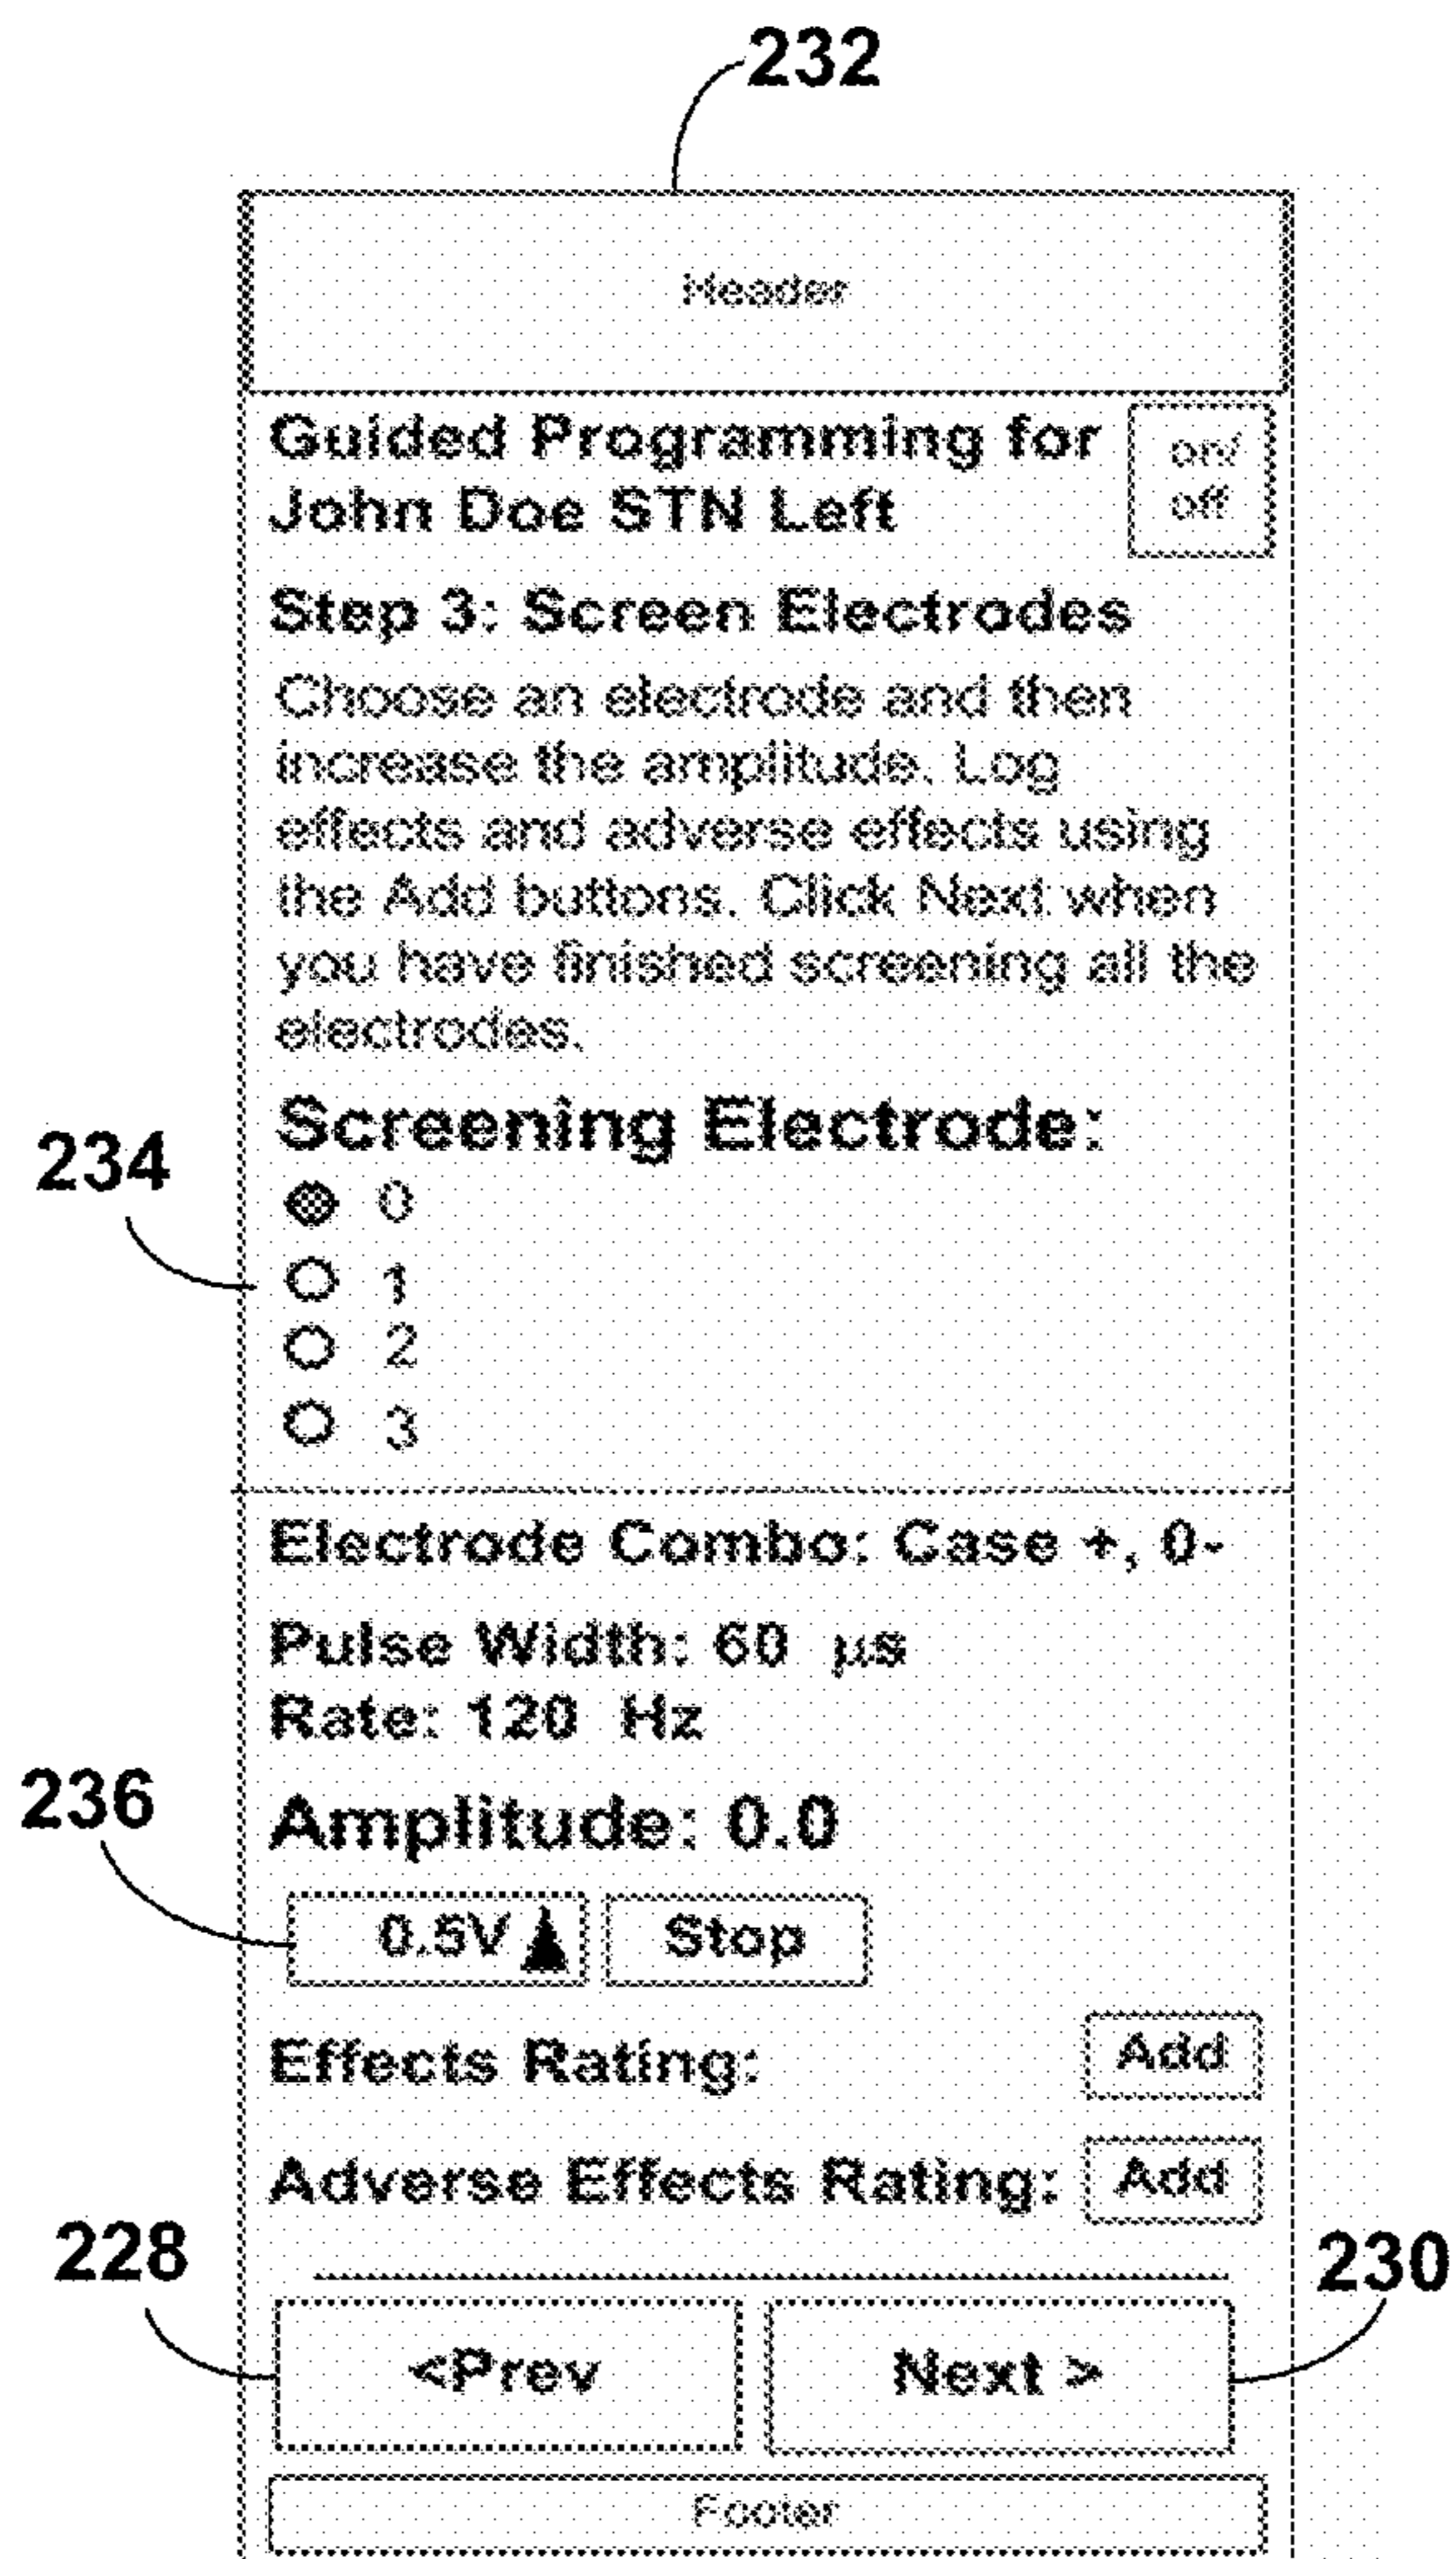 232
Header
Guided Programming for
John Doe STN Left
on/
off
Step 3: Screen Electrodes
Choose an electrode and then
increase the amplitude. Log
effects and adverse effects using
the Add buttons. Click Next when
you have finished screening all the
electrodes.
Screening Electrode:
234
0
1
2
3
Electrode Combo: Case +, 0-
Pulse Width: 60 µs
Rate: 120 Hz
236
Amplitude: 0.0
0.5V▲ Stop
Effects Rating: Add
Adverse Effects Rating: Add
228
230
<Prev Next >
Footer